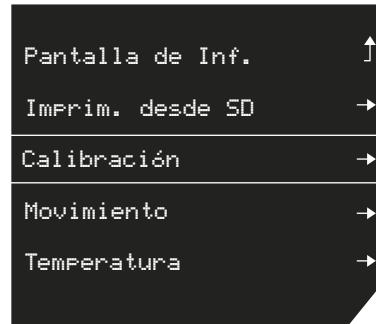 Pantalla de Inf.
Imprim. desde SD
Calibración
Movimiento
Temperatura